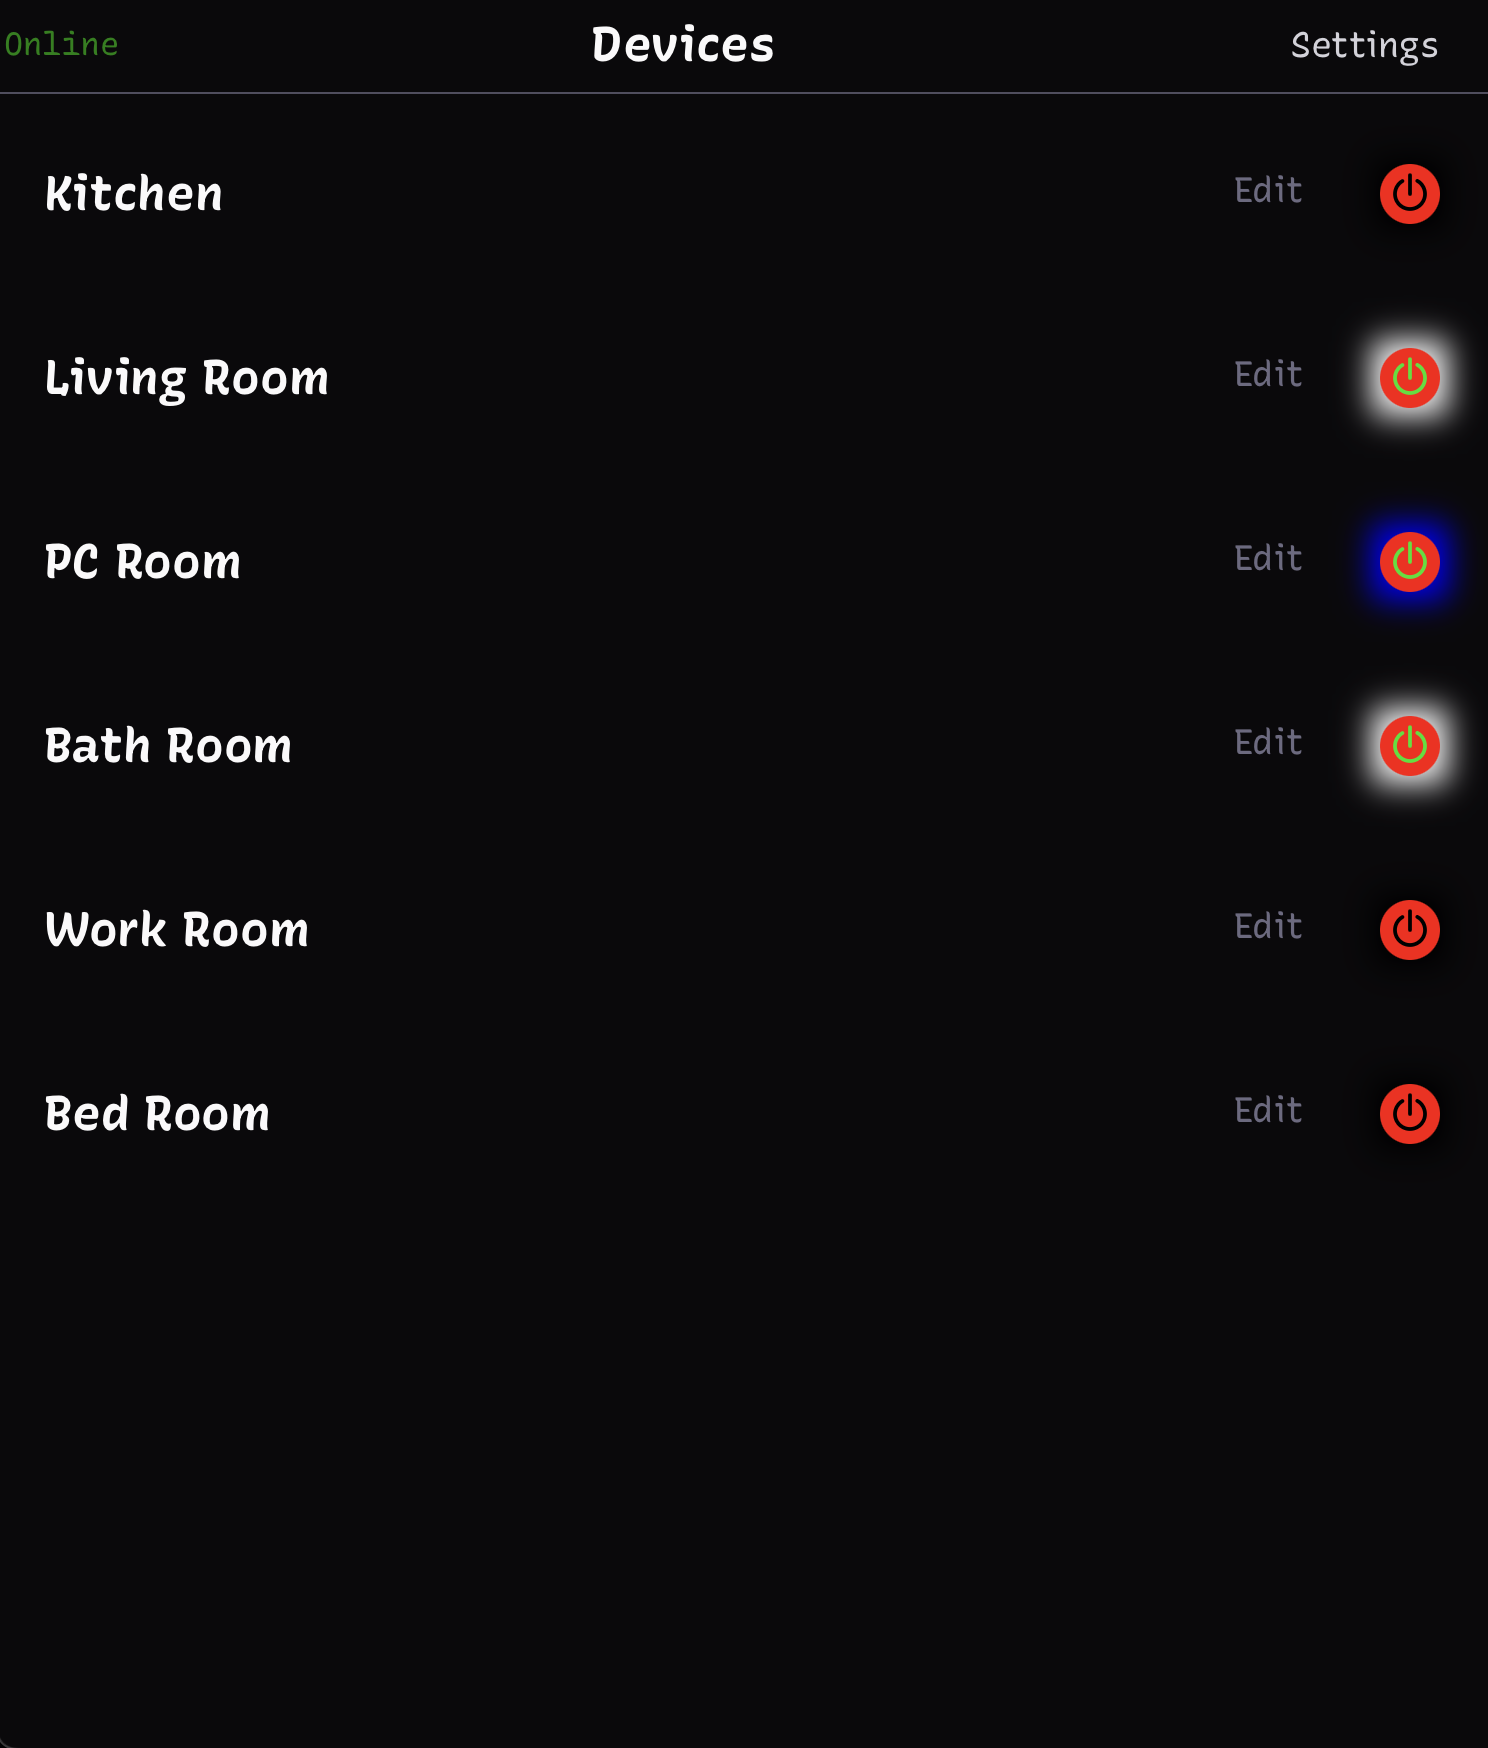 Online Devices Settings
Kitchen Edit
Living Room Edit
PC Room Edit
Bath Room Edit
Work Room Edit
Bed Room Edit